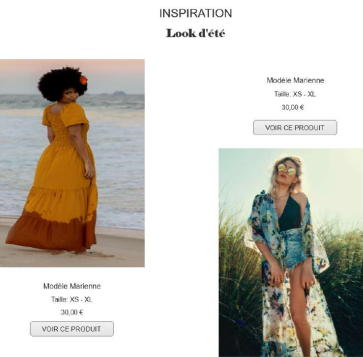 INSPIRATION
Look d'été
Modèle Marienne
Taille: XS - XL
30,00 €
VOIR CE PRODUIT
Modèle Marienne
Taille: XS - XL
30,00 €
VOIR CE PRODUIT